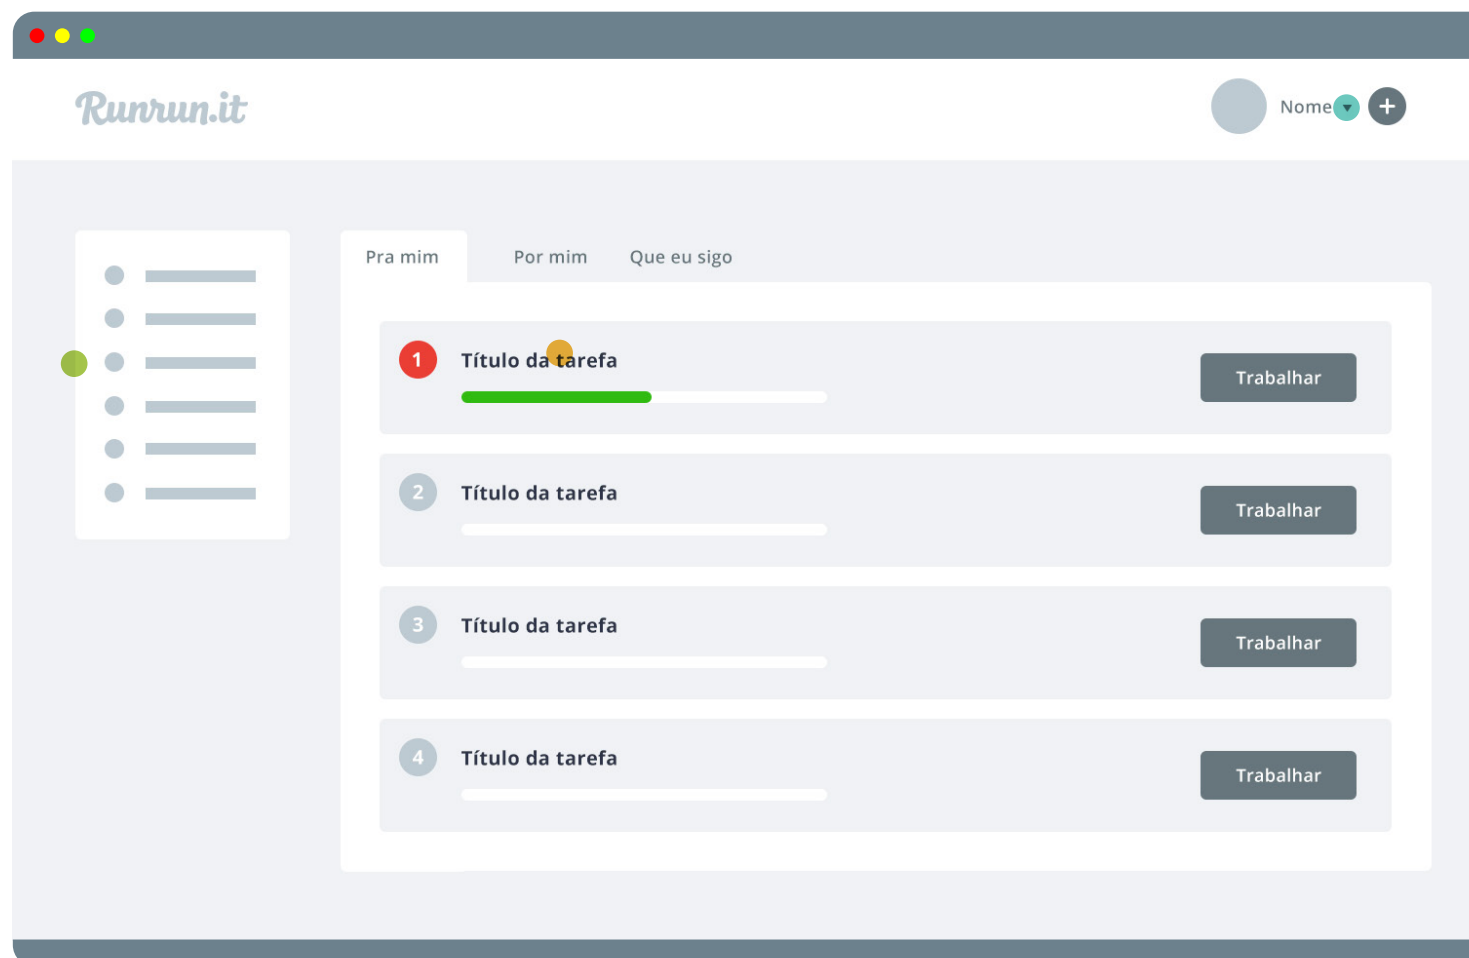 Runrun.it
Nome
+
Pra mim Por mim Que eu sigo
1 Título da tarefa
Trabalhar
2 Título da tarefa
Trabalhar
3 Título da tarefa
Trabalhar
4 Título da tarefa
Trabalhar